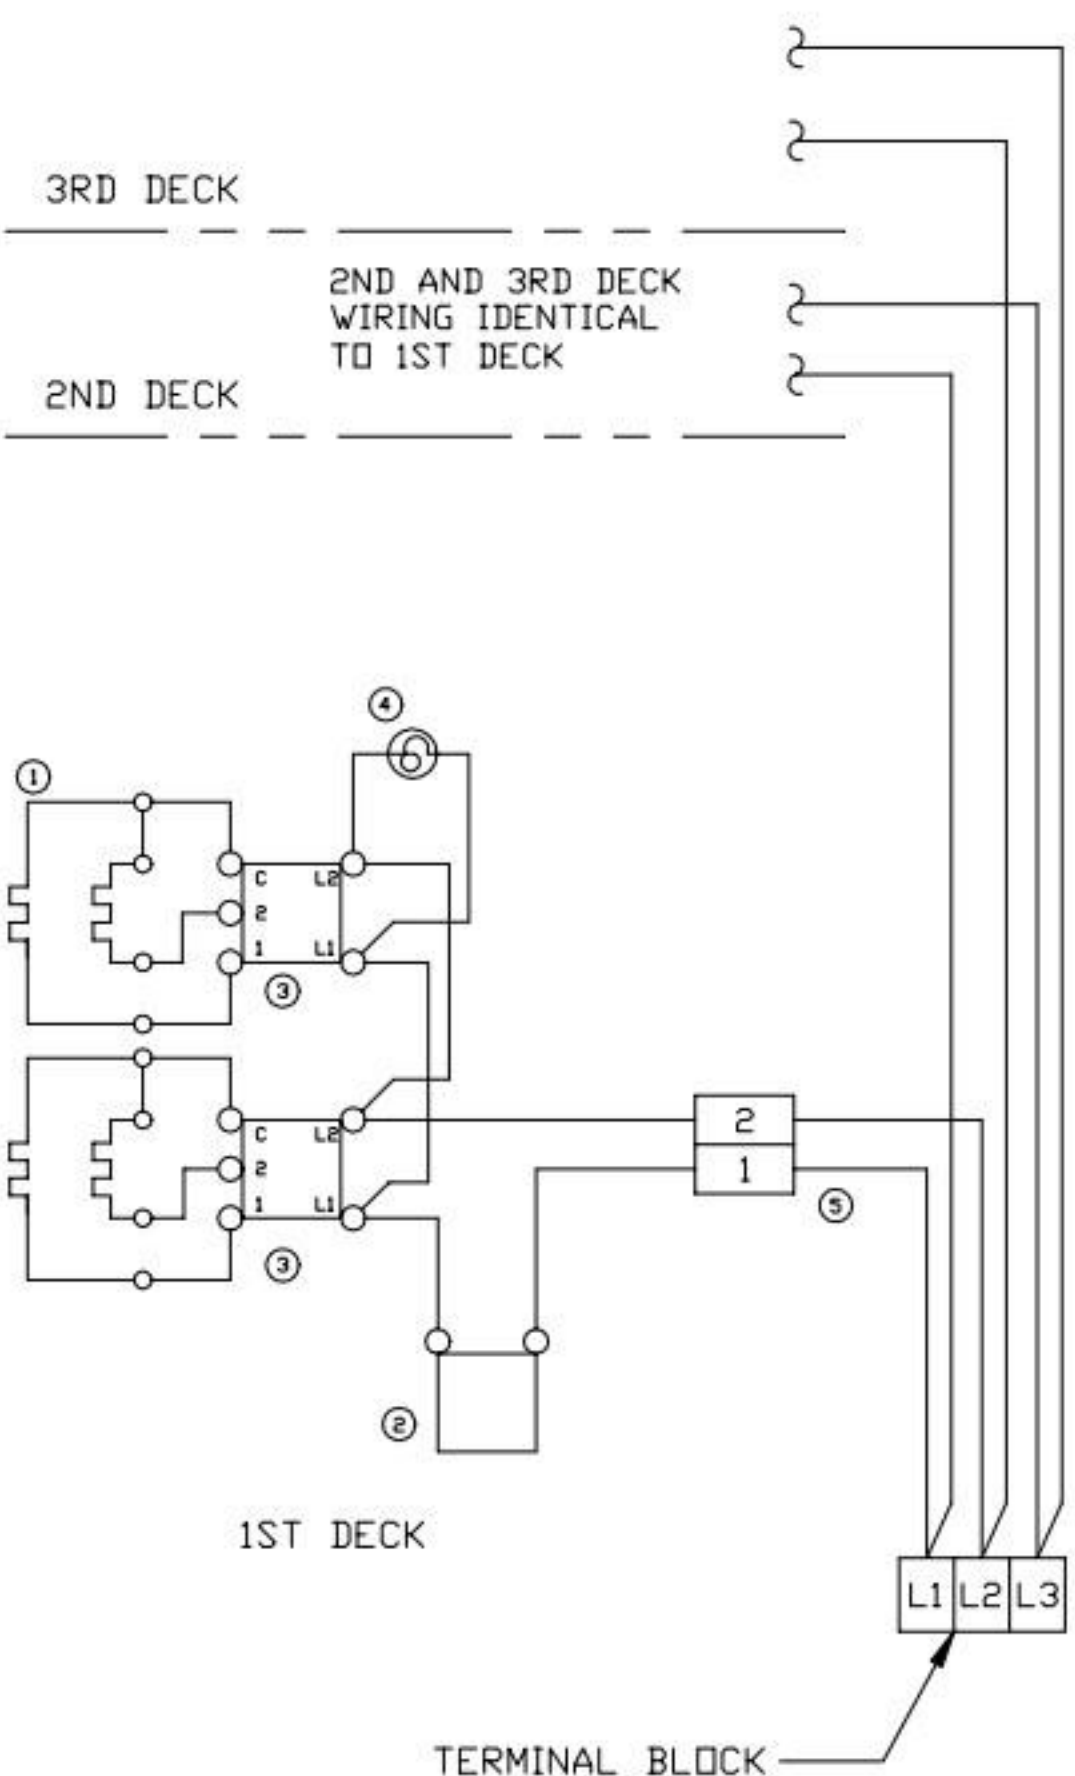 3RD DECK
2ND AND 3RD DECK
WIRING IDENTICAL
TO 1ST DECK
2ND DECK
4
1
C L2
2
1 L1
3
C L2
2
1 L1
3
2
1
5
2
1ST DECK
L1 L2 L3
TERMINAL BLOCK